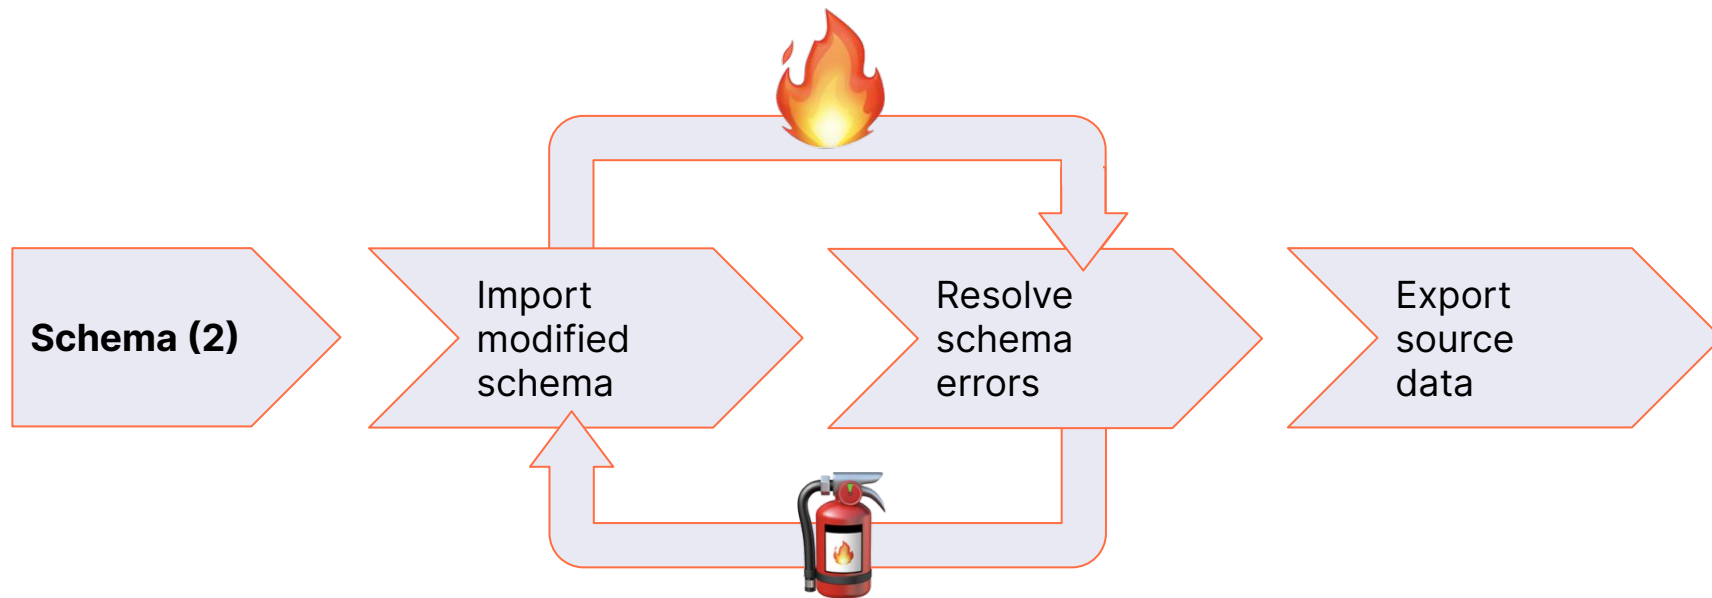 Schema (2)
Import
modified
schema
Resolve
schema
errors
Export
source
data